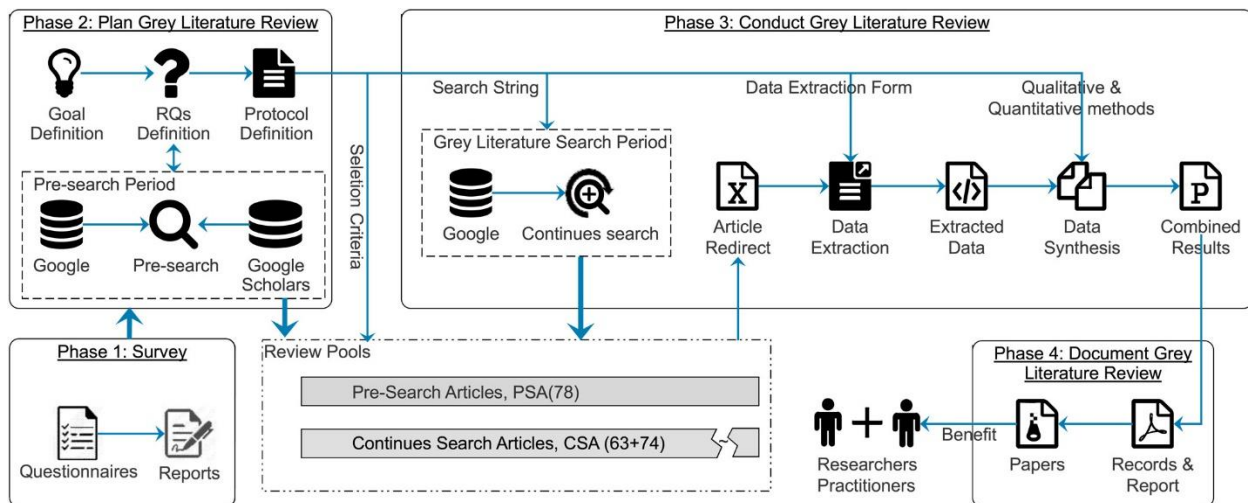 Phase 2: Plan Grey Literature Review
Goal
Definition
RQs
Definition
Protocol
Definition
Pre-search Period
Google
Pre-search
Google
Scholars
Phase 1: Survey
Questionnaires
Reports
Seletion Criteria
Phase 3: Conduct Grey Literature Review
Search String
Data Extraction Form
Qualitative &
Quantitative methods
Grey Literature Search Period
Google
Continues search
X
Article
Redirect
Data
Extraction
</>
Extracted
Data
Data
Synthesis
P
Combined
Results
Review Pools
Pre-Search Articles, PSA(78)
Continues Search Articles, CSA (63+74)
Phase 4: Document Grey
Literature Review
Researchers
Practitioners
Benefit
Papers
Records &
Report